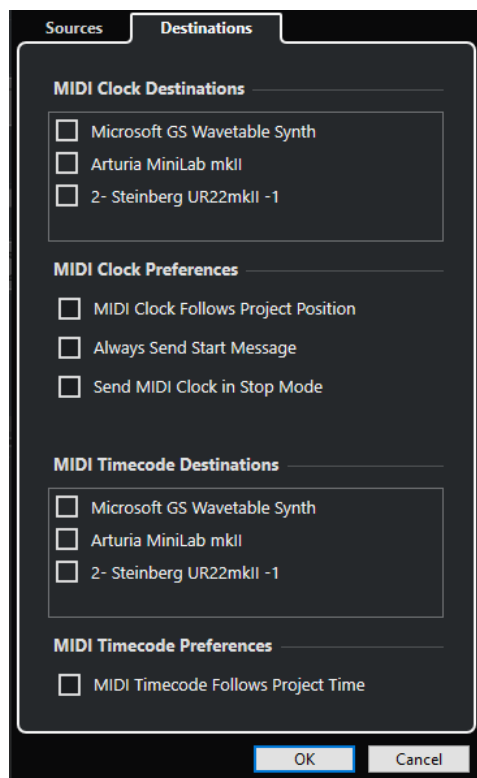 Sources
Destinations
MIDI Clock Destinations
Microsoft GS Wavetable Synth
Arturia MiniLab mkII
2- Steinberg UR22mkII -1
MIDI Clock Preferences
MIDI Clock Follows Project Position
Always Send Start Message
Send MIDI Clock in Stop Mode
MIDI Timecode Destinations
Microsoft GS Wavetable Synth
Arturia MiniLab mkII
2- Steinberg UR22mkII -1
MIDI Timecode Preferences
MIDI Timecode Follows Project Time
OK
Cancel